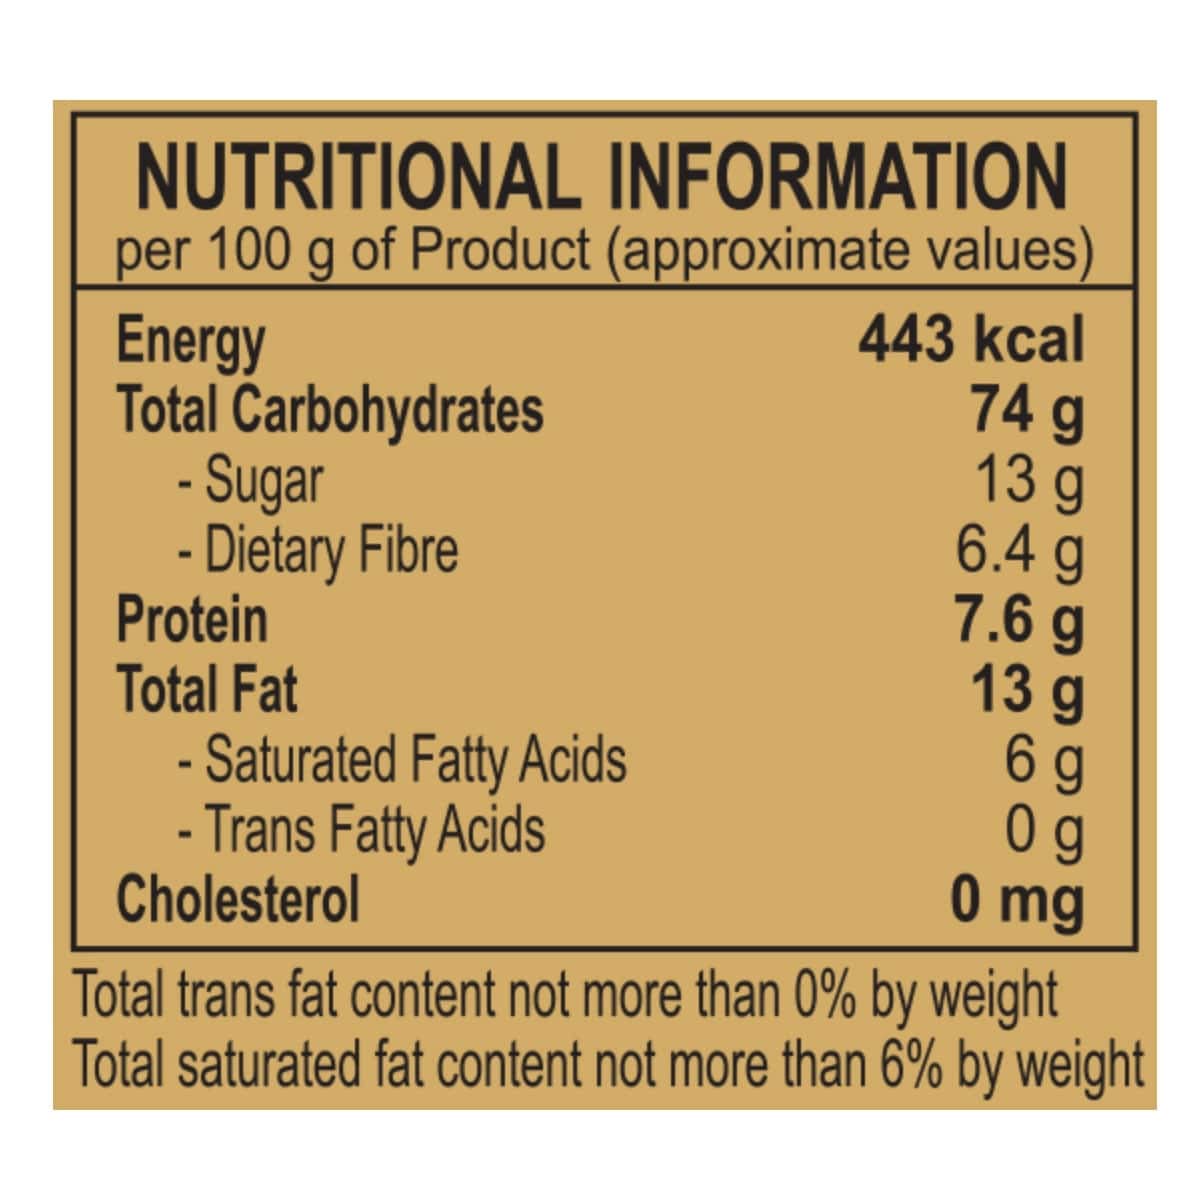 NUTRITIONAL INFORMATION
per 100 g of Product (approximate values)
Energy 443 kcal
Total Carbohydrates 74 g
- Sugar 13 g
- Dietary Fibre 6.4 g
Protein 7.6 g
Total Fat 13 g
- Saturated Fatty Acids 6 g
- Trans Fatty Acids 0 g
Cholesterol 0 mg
Total trans fat content not more than 0% by weight
Total saturated fat content not more than 6% by weight